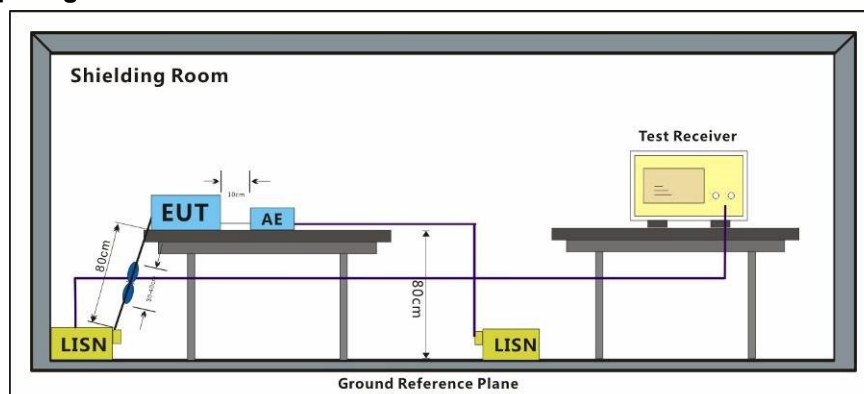 Shielding Room
Test Receiver
10cm
EUT
AE
80cm
80cm
LISN
LISN
Ground Reference Plane